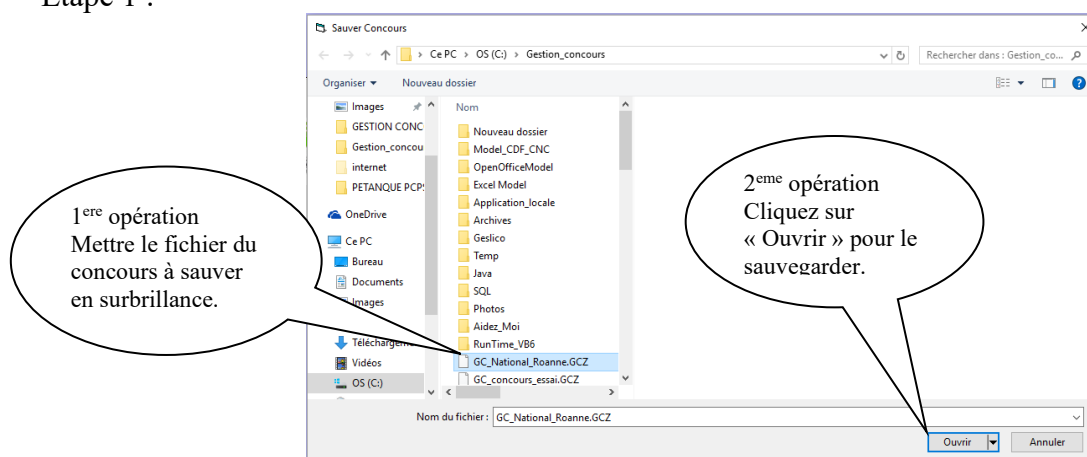 Etape 1 :
Sauver Concours
Ce PC > OS (C:) > Gestion_concours
Rechercher dans : Gestion_co...
Organiser
Nouveau dossier
Images
GESTION CONC
Gestion_concou
internet
PETANQUE PCP
OneDrive
Ce PC
Bureau
Documents
Images
Téléchargeme
Vidéos
OS (C:)
Nom
Nouveau dossier
Model_CDF_CNC
OpenOfficeModel
Excel Model
Application_locale
Archives
Geslico
Temp
Java
SQL
Photos
Aidez_Moi
RunTime_VB6
GC_National_Roanne.GCZ
GC_concours_essai.GCZ
1ere opération
Mettre le fichier du
concours à sauver
en surbrillance.
2eme opération
Cliquez sur
« Ouvrir » pour le
sauvegarder.
Nom du fichier : GC_National_Roanne.GCZ
Ouvrir
Annuler